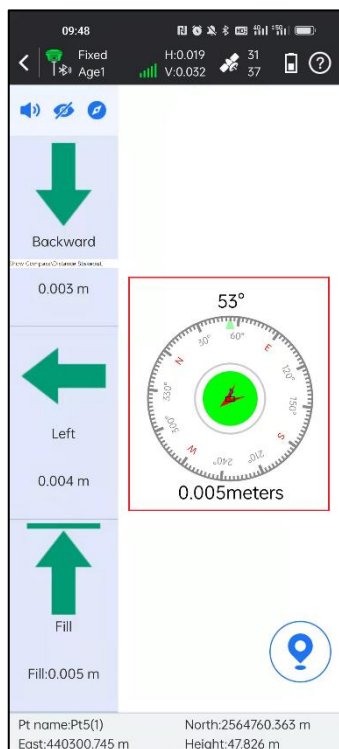 09:48
Fixed
H:0.019
31
Age1
V:0.032
37
Backward
Show Compass\Distance Stakeout.
0.003 m
53°
30°
60°
N
E
330°
120°
300°
150°
W
S
240°
210°
Left
0.004 m
0.005meters
Fill
Fill:0.005 m
Pt name:Pt5(1)
North:2564760.363 m
East:440300.745 m
Height:47.826 m